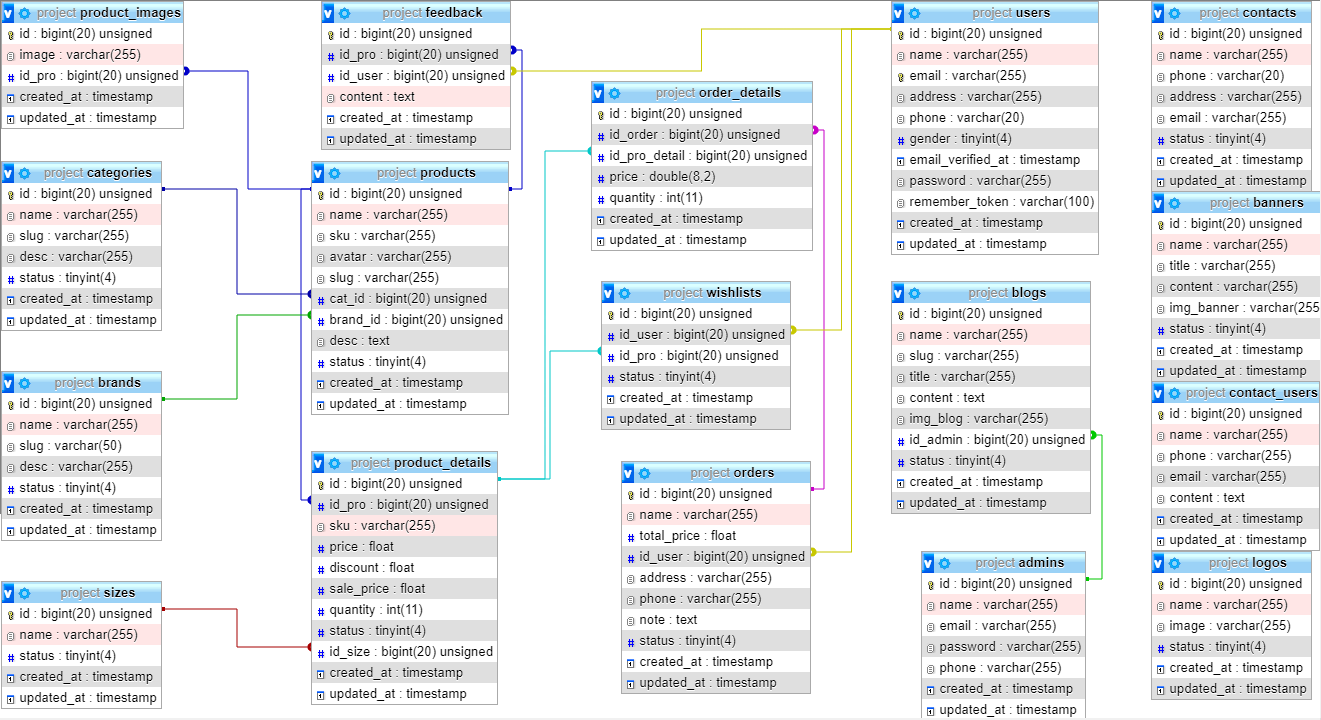 project product_images
id : bigint(20) unsigned
image : varchar(255)
id_pro : bigint(20) unsigned
created_at : timestamp
updated_at : timestamp
project categories
id : bigint(20) unsigned
name : varchar(255)
slug : varchar(255)
desc : varchar(255)
status : tinyint(4)
created_at : timestamp
updated_at : timestamp
project brands
id : bigint(20) unsigned
name : varchar(255)
slug : varchar(50)
desc : varchar(255)
status : tinyint(4)
created_at : timestamp
updated_at : timestamp
project sizes
id : bigint(20) unsigned
name : varchar(255)
status : tinyint(4)
created_at : timestamp
updated_at : timestamp
project feedback
id : bigint(20) unsigned
id_pro : bigint(20) unsigned
id_user : bigint(20) unsigned
content : text
created_at : timestamp
updated_at : timestamp
project products
id : bigint(20) unsigned
name : varchar(255)
sku : varchar(255)
avatar : varchar(255)
slug : varchar(255)
cat_id : bigint(20) unsigned
brand_id : bigint(20) unsigned
desc : text
status : tinyint(4)
created_at : timestamp
updated_at : timestamp
project product_details
id : bigint(20) unsigned
id_pro : bigint(20) unsigned
sku : varchar(255)
price : float
discount : float
sale_price : float
quantity : int(11)
status : tinyint(4)
id_size : bigint(20) unsigned
created_at : timestamp
updated_at : timestamp
project order_details
id : bigint(20) unsigned
id_order : bigint(20) unsigned
id_pro_detail : bigint(20) unsigned
price : double(8,2)
quantity : int(11)
created_at : timestamp
updated_at : timestamp
project wishlists
id : bigint(20) unsigned
id_user : bigint(20) unsigned
id_pro : bigint(20) unsigned
status : tinyint(4)
created_at : timestamp
updated_at : timestamp
project orders
id : bigint(20) unsigned
name : varchar(255)
total_price : float
id_user : bigint(20) unsigned
address : varchar(255)
phone : varchar(255)
note : text
status : tinyint(4)
created_at : timestamp
updated_at : timestamp
project users
id : bigint(20) unsigned
name : varchar(255)
email : varchar(255)
address : varchar(255)
phone : varchar(20)
gender : tinyint(4)
email_verified_at : timestamp
password : varchar(255)
remember_token : varchar(100)
created_at : timestamp
updated_at : timestamp
project blogs
id : bigint(20) unsigned
name : varchar(255)
slug : varchar(255)
title : varchar(255)
content : text
img_blog : varchar(255)
id_admin : bigint(20) unsigned
status : tinyint(4)
created_at : timestamp
updated_at : timestamp
project admins
id : bigint(20) unsigned
name : varchar(255)
email : varchar(255)
password : varchar(255)
phone : varchar(255)
created_at : timestamp
updated_at : timestamp
project contacts
id : bigint(20) unsigned
name : varchar(255)
phone : varchar(20)
address : varchar(255)
email : varchar(255)
status : tinyint(4)
created_at : timestamp
updated_at : timestamp
project banners
id : bigint(20) unsigned
name : varchar(255)
title : varchar(255)
content : varchar(255)
img_banner : varchar(255
status : tinyint(4)
created_at : timestamp
updated_at : timestamp
project contact_users
id : bigint(20) unsigned
name : varchar(255)
phone : varchar(255)
email : varchar(255)
content : text
created_at : timestamp
updated_at : timestamp
project logos
id : bigint(20) unsigned
name : varchar(255)
image : varchar(255)
status : tinyint(4)
created_at : timestamp
updated_at : timestamp